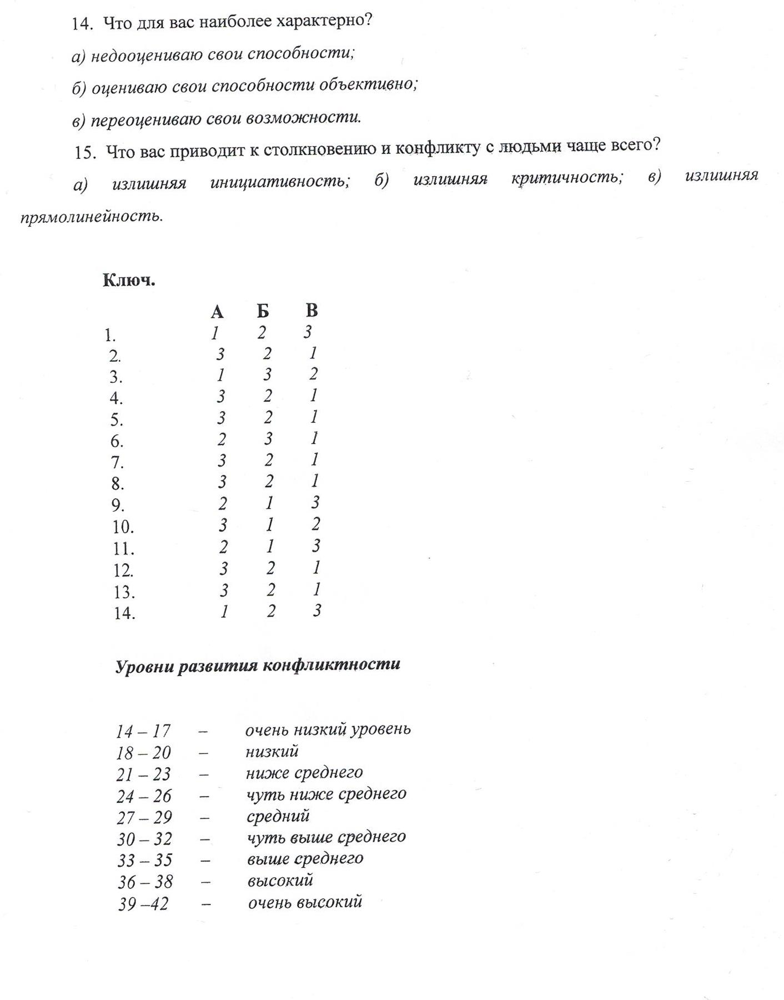 14. Что для вас наиболее характерно?
а) недооцениваю свои способности;
б) оцениваю свои способности объективно;
в) переоцениваю свои возможности.
15. Что вас приводит к столкновению и конфликту с людьми чаще всего?
а) излишняя инициативность; б) излишняя критичность; в) излишняя
прямолинейность.
Ключ.
А Б В
1. 1 2 3
2. 3 2 1
3. 1 3 2
4. 3 2 1
5. 3 2 1
6. 2 3 1
7. 3 2 1
8. 3 2 1
9. 2 1 3
10. 3 1 2
11. 2 1 3
12. 3 2 1
13. 3 2 1
14. 1 2 3
Уровни развития конфликтности
14 – 17 – очень низкий уровень
18 – 20 – низкий
21 – 23 – ниже среднего
24 – 26 – чуть ниже среднего
27 – 29 – средний
30 – 32 – чуть выше среднего
33 – 35 – выше среднего
36 – 38 – высокий
39 –42 – очень высокий